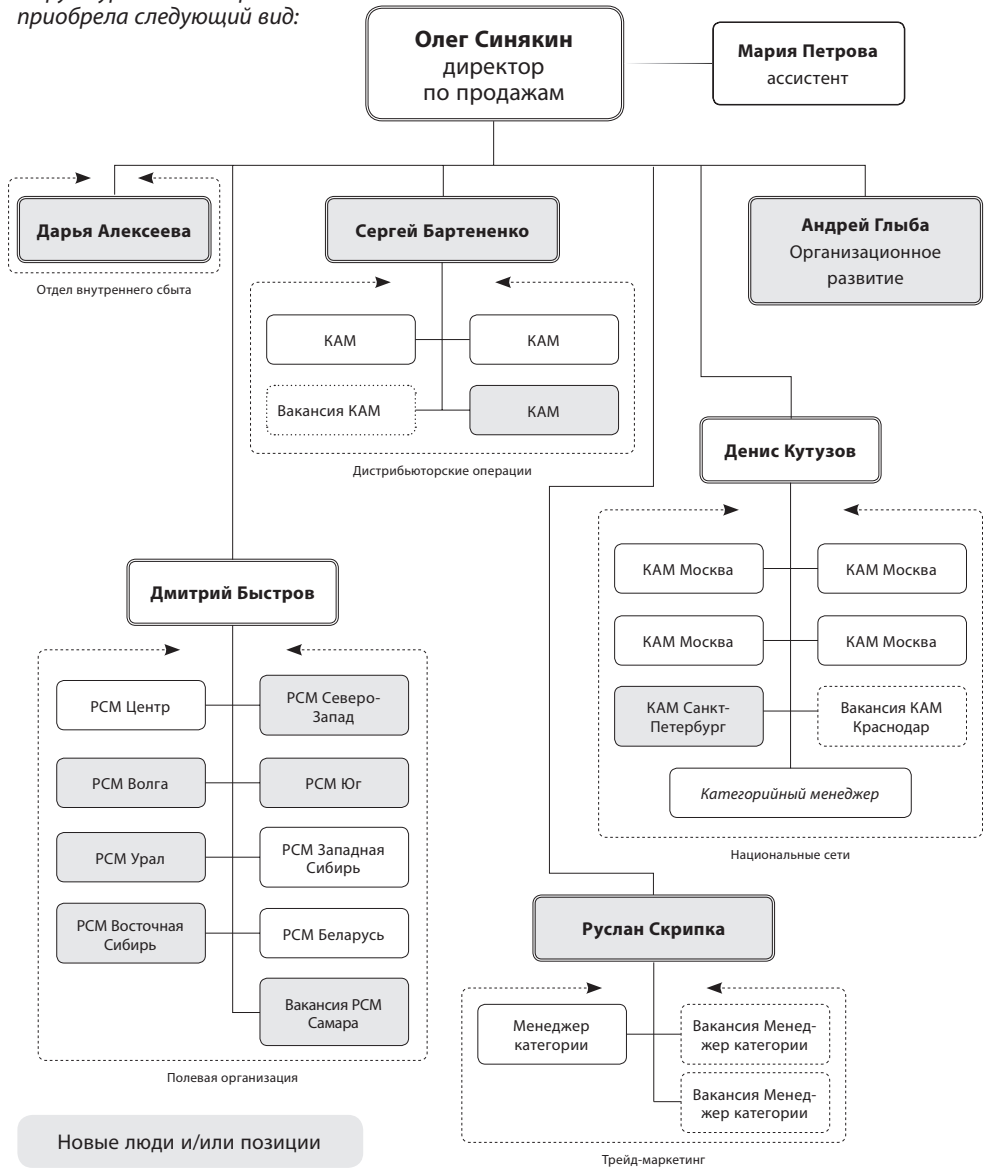 приобрела следующий вид:
Олег Синякин
директор
по продажам
Мария Петрова
ассистент
Дарья Алексеева
Отдел внутреннего сбыта
Сергей Бартененко
Андрей Глыба
Организационное
развитие
КАМ
КАМ
Вакансия КАМ
КАМ
Дистрибьюторские операции
Денис Кутузов
КАМ Москва
КАМ Москва
КАМ Москва
КАМ Москва
КАМ Санкт-
Петербург
Вакансия КАМ
Краснодар
Категорийный менеджер
Национальные сети
Дмитрий Быстров
РСМ Центр
РСМ Северо-
Запад
РСМ Волга
РСМ Юг
РСМ Урал
РСМ Западная
Сибирь
РСМ Восточная
Сибирь
РСМ Беларусь
Вакансия РСМ
Самара
Полевая организация
Руслан Скрипка
Менеджер
категории
Вакансия Менед-
жер категории
Вакансия Менед-
жер категории
Трейд-маркетинг
Новые люди и/или позиции